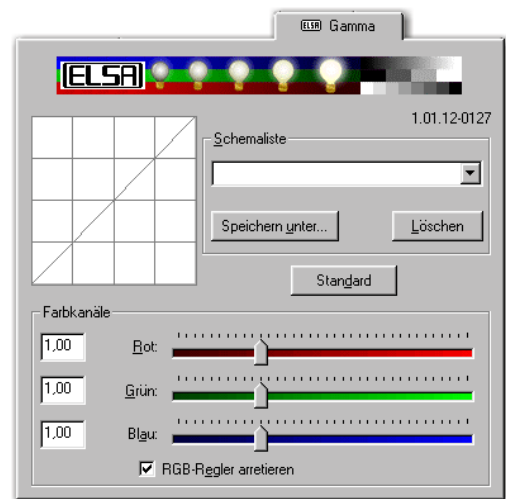 ELSA Gamma
ELSA
1.01.12-0127
Schemaliste
Speichern unter... Löschen
Standard
Farbkanäle
1,00 Rot:
1,00 Grün:
1,00 Blau:
RGB-Regler arretieren